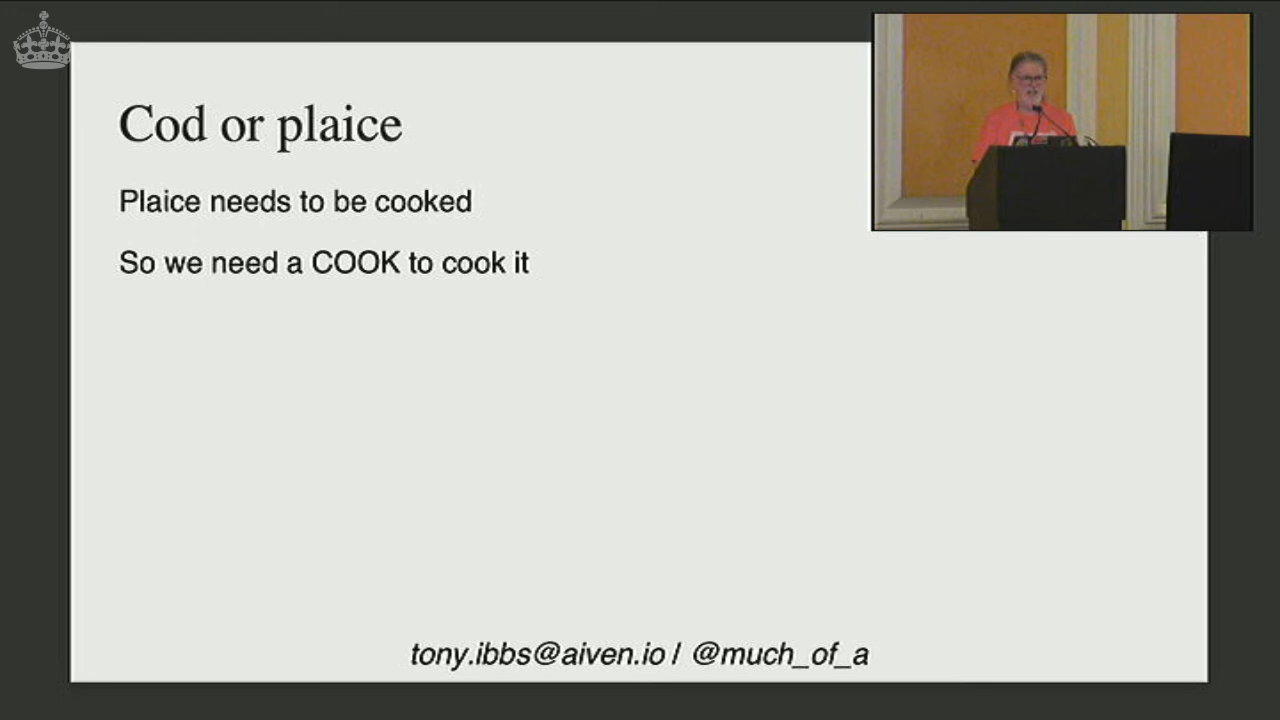 Cod or plaice
Plaice needs to be cooked
So we need a COOK to cook it
tony.ibbs@aiven.io / @much_of_a